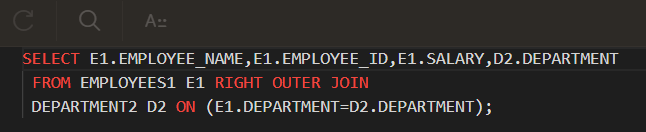 A::
SELECT E1.EMPLOYEE_NAME,E1.EMPLOYEE_ID,E1.SALARY,D2.DEPARTMENT
FROM EMPLOYEES1 E1 RIGHT OUTER JOIN
DEPARTMENT2 D2 ON (E1.DEPARTMENT=D2.DEPARTMENT);